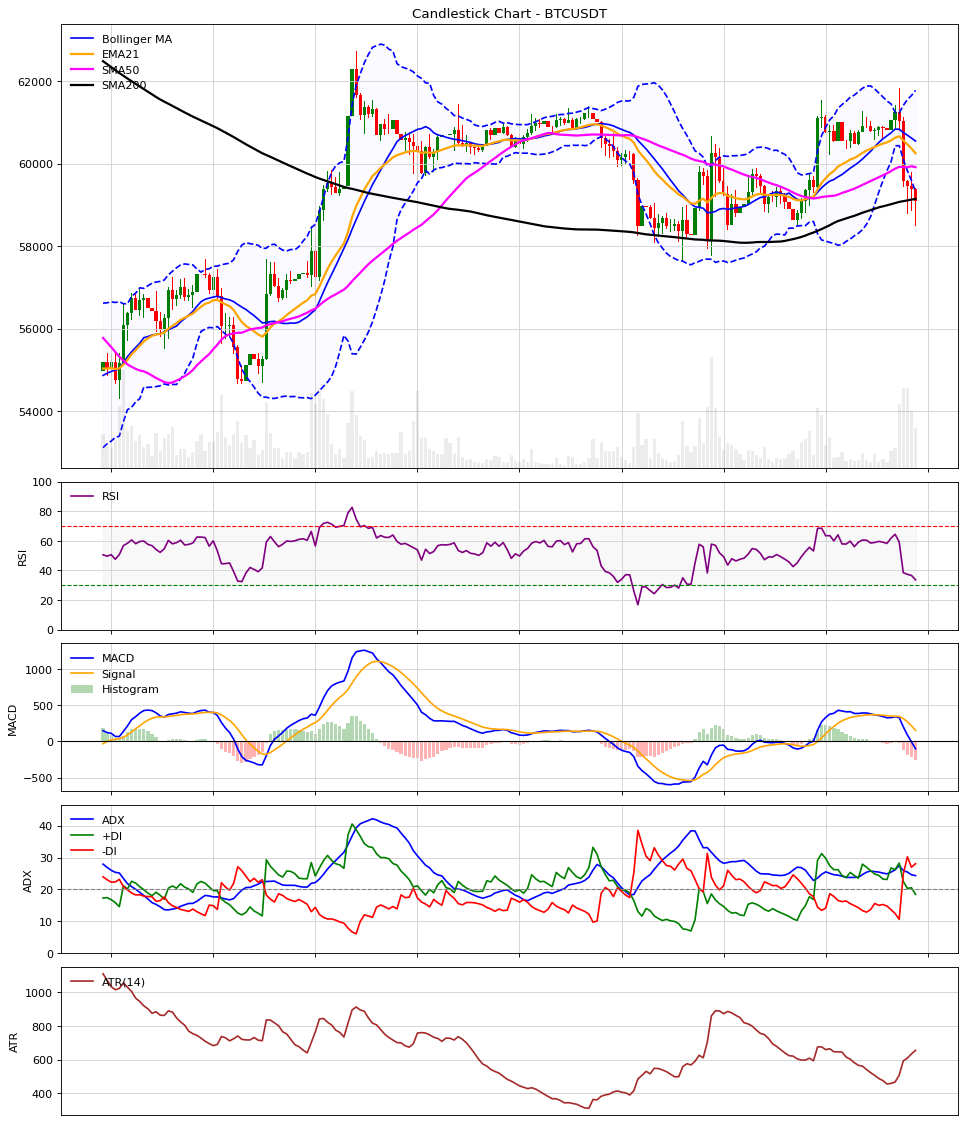 Candlestick Chart - BTCUSDT
Bollinger MA
EMA21
SMA50
SMA200
62000
60000
58000
56000
54000
RSI
100
80
60
40
20
0
RSI
MACD
Signal
Histogram
1000
500
0
−500
MACD
ADX
+DI
-DI
40
30
20
10
0
ADX
ATR(14)
1000
800
600
400
ATR